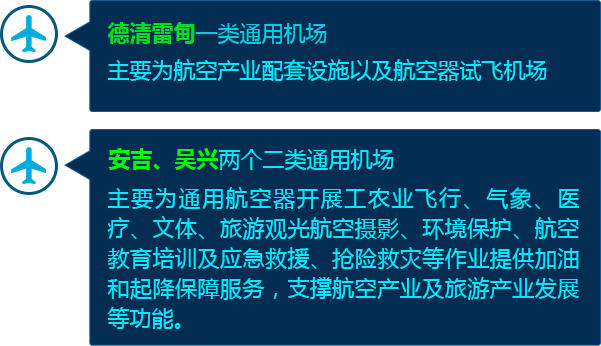 德清雷甸一类通用机场
主要为航空产业配套设施以及航空器试飞机场
安吉、吴兴两个二类通用机场
主要为通用航空器开展工农业飞行、气象、医
疗、文体、旅游观光航空摄影、环境保护、航空
教育培训及应急救援、抢险救灾等作业提供加油
和起降保障服务，支撑航空产业及旅游产业发展
等功能。